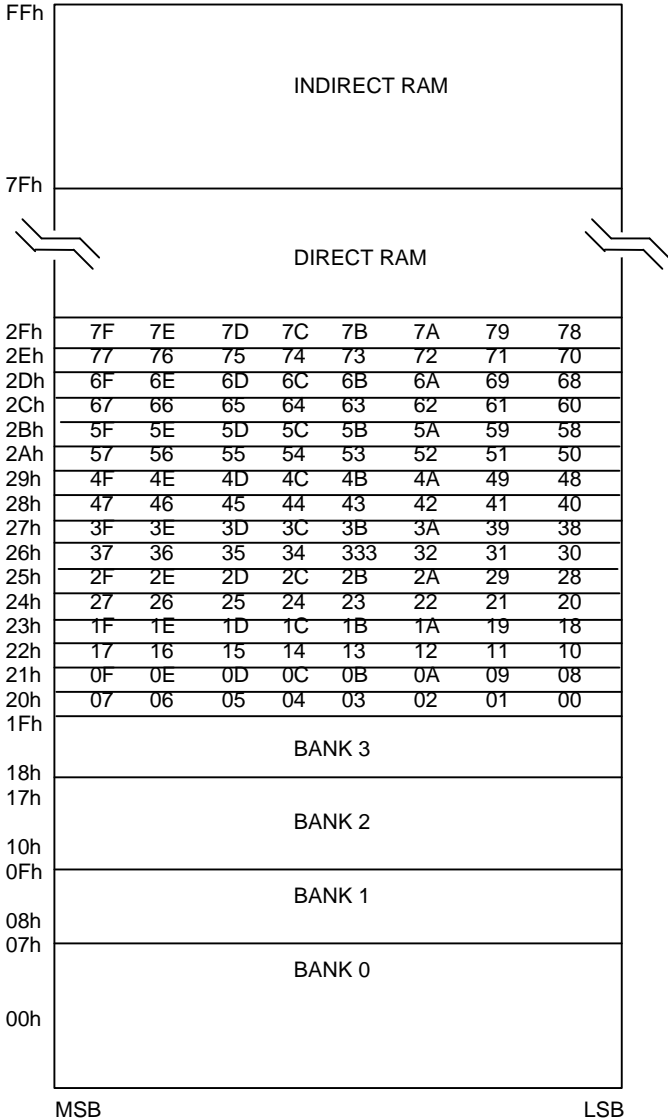 FFh
INDIRECT RAM
7Fh
DIRECT RAM
2Fh 7F 7E 7D 7C 7B 7A 79 78
2Eh 77 76 75 74 73 72 71 70
2Dh 6F 6E 6D 6C 6B 6A 69 68
2Ch 67 66 65 64 63 62 61 60
2Bh 5F 5E 5D 5C 5B 5A 59 58
2Ah 57 56 55 54 53 52 51 50
29h 4F 4E 4D 4C 4B 4A 49 48
28h 47 46 45 44 43 42 41 40
27h 3F 3E 3D 3C 3B 3A 39 38
26h 37 36 35 34 333 32 31 30
25h 2F 2E 2D 2C 2B 2A 29 28
24h 27 26 25 24 23 22 21 20
23h 1F 1E 1D 1C 1B 1A 19 18
22h 17 16 15 14 13 12 11 10
21h 0F 0E 0D 0C 0B 0A 09 08
20h 07 06 05 04 03 02 01 00
1Fh
BANK 3
18h
17h
BANK 2
10h
0Fh
BANK 1
08h
07h
BANK 0
00h
MSB LSB